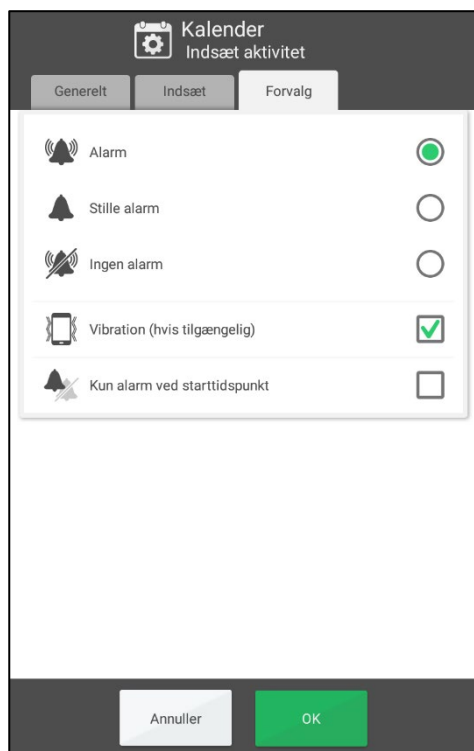 Kalender
Indsæt aktivitet
Generelt
Indsæt
Forvalg
Alarm
Stille alarm
Ingen alarm
Vibration (hvis tilgængelig)
Kun alarm ved starttidspunkt
Annuller
OK